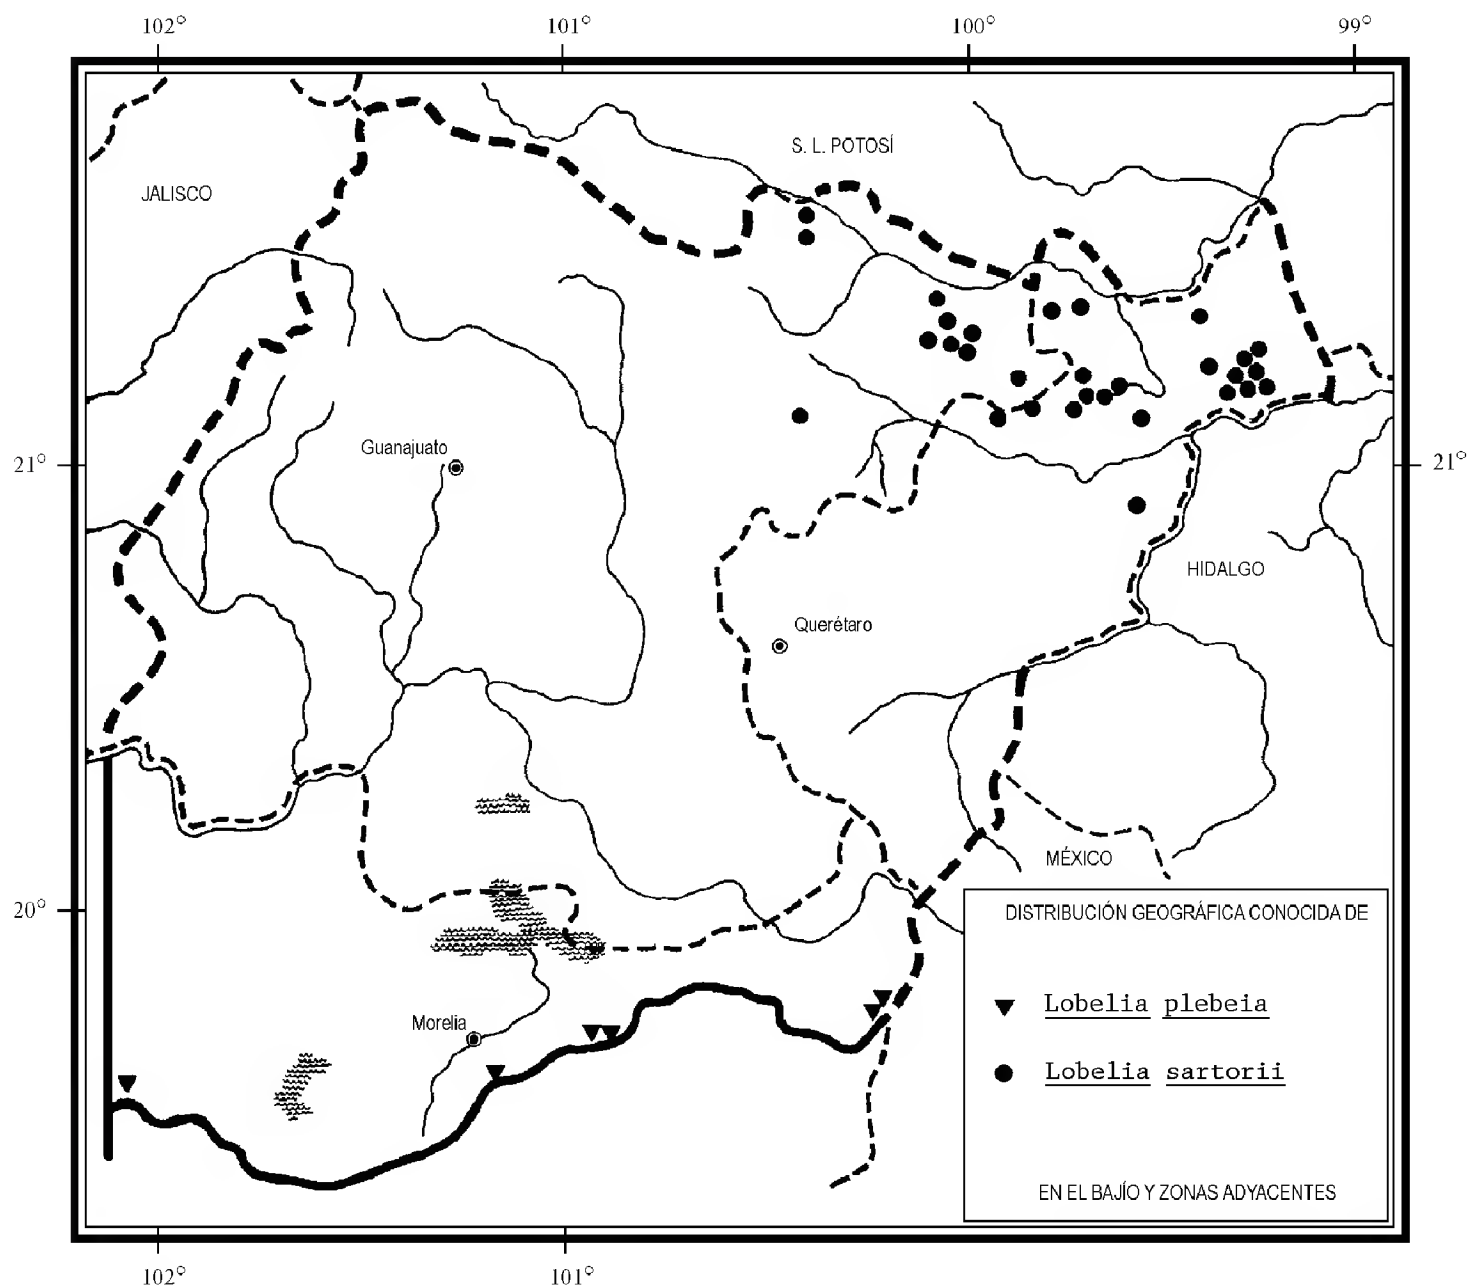 102° 101° 100° 99°
S. L. POTOSÍ
JALISCO
Guanajuato
21° 21°
HIDALGO
Querétaro
MÉXICO
20°
DISTRIBUCIÓN GEOGRÁFICA CONOCIDA DE
Lobelia plebeia
Morelia
Lobelia sartorii
EN EL BAJÍO Y ZONAS ADYACENTES
102° 101°